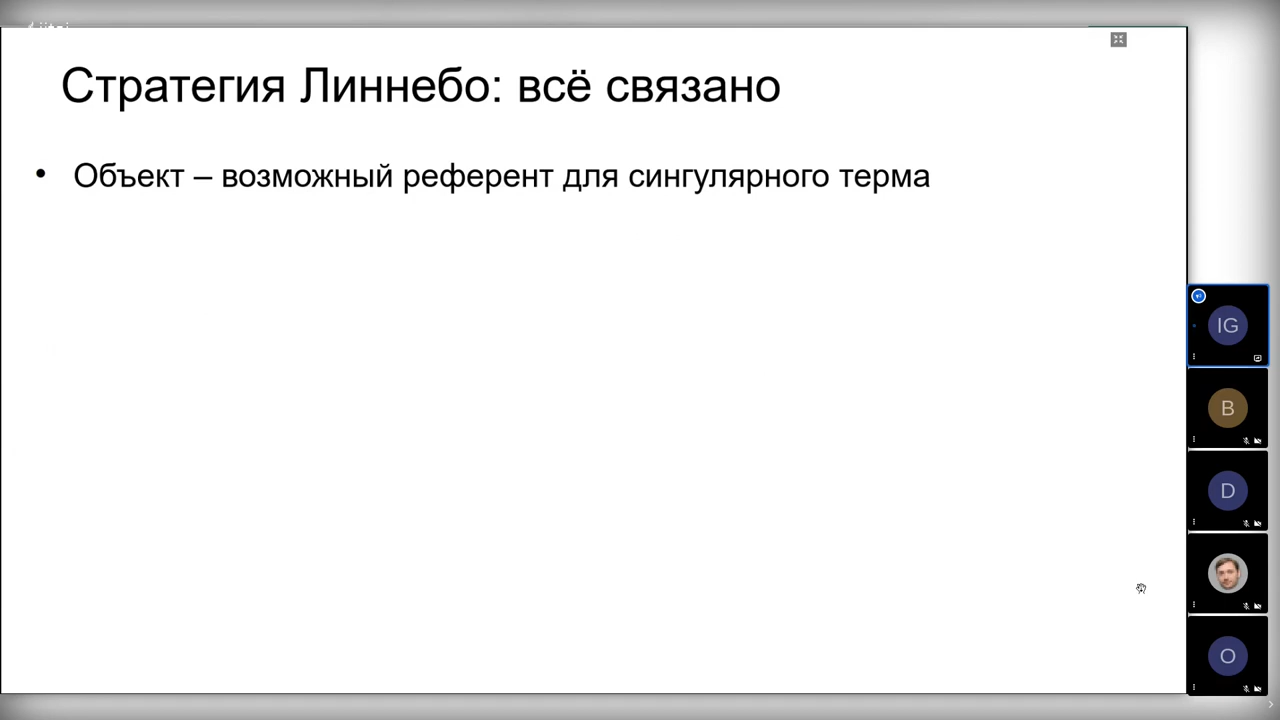 Стратегия Линнебо: всё связано
• Объект – возможный референт для сингулярного терма
IG
B
D
O